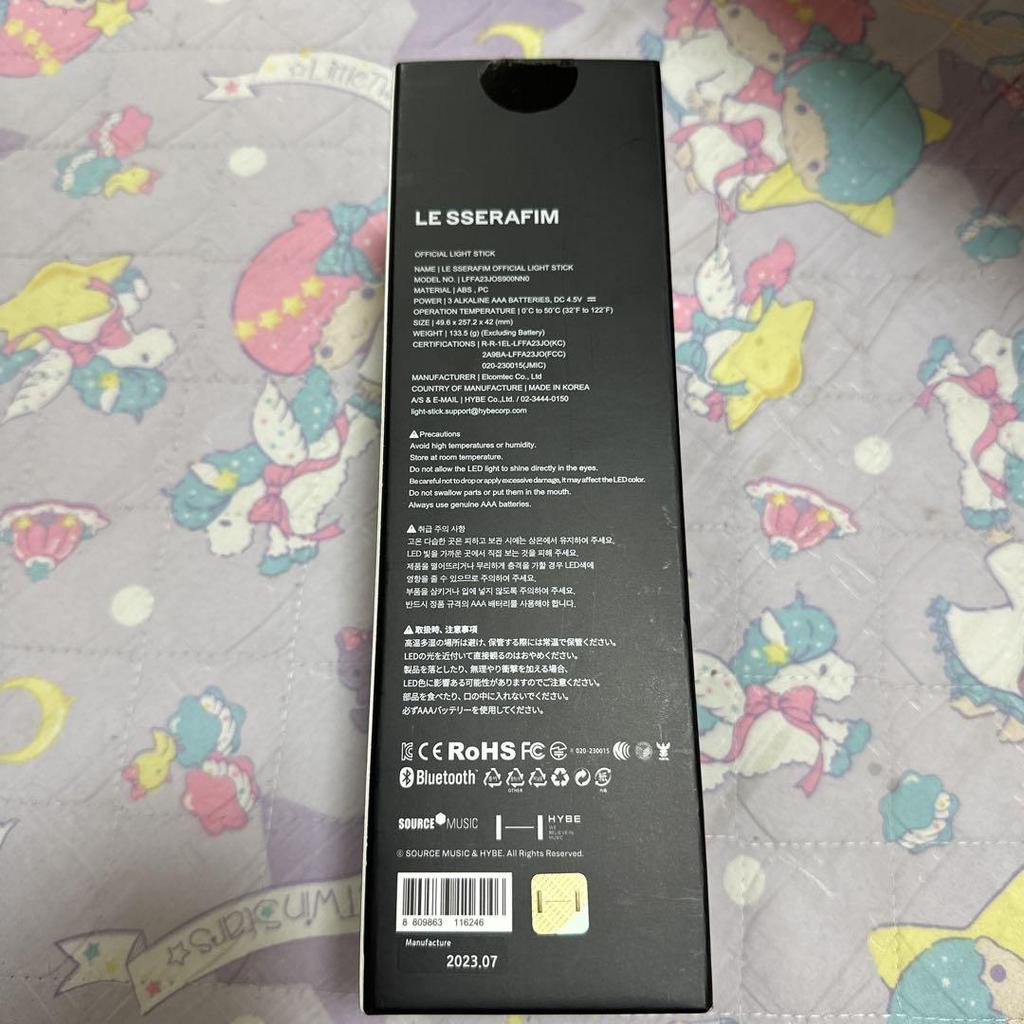 LittleTw
LE SSERAFIM
OFFICIAL LIGHT STICK
NAME | LE SSERAFIM OFFICIAL LIGHT STICK
MODEL NO. | LFFA23JOS900NN0
MATERIAL | ABS , PC
POWER | 3 ALKALINE AAA BATTERIES, DC 4.5V
OPERATION TEMPERATURE | 0°C to 50°C (32°F to 122°F)
SIZE | 49.6 x 257.2 x 42 (mm)
WEIGHT | 133.5 (g) (Excluding Battery)
CERTIFICATIONS | R-R-1EL-LFFA23JO(KC)
2A9BA-LFFA23JO(FCC)
020-230015(JMIC)
MANUFACTURER | Elcomtec Co., Ltd
COUNTRY OF MANUFACTURE | MADE IN KOREA
A/S & E-MAIL | HYBE Co.,Ltd. / 02-3444-0150
light-stick.support@hybecorp.com
⚠Precautions
Avoid high temperatures or humidity.
Store at room temperature.
Do not allow the LED light to shine directly in the eyes.
Be careful not to drop or apply excessive damage, it may affect the LED color.
Do not swallow parts or put them in the mouth.
Always use genuine AAA batteries.
⚠ 취급 주의 사항
고온 다습한 곳은 피하고 보관 시에는 상온에서 유지하여 주세요.
LED 빛을 가까운 곳에서 직접 보는 것을 피해 주세요.
제품을 떨어뜨리거나 무리하게 충격을 가할 경우 LED색에
영향을 줄 수 있으므로 주의하여 주세요.
부품을 삼키거나 입에 넣지 않도록 주의하여 주세요.
반드시 정품 규격의 AAA 배터리를 사용해야 합니다.
⚠ 取扱時、注意事項
高温多湿の場所は避け、保管する際には常温で保管ください。
LEDの光を近付いて直接観るのはおやめください。
製品を落としたり、無理やり衝撃を加える場合、
LED色に影響ある可能性がありますのでご注意ください。
部品を食べたり、口の中に入れないでください。
必ずAAAバッテリーを使用してください。
CE RoHS FC 020-230015
Bluetooth
OTHER
SOURCE MUSIC HYBE
WE
BELIEVE IN
MUSIC
© SOURCE MUSIC & HYBE. All Rights Reserved.
8 809863 116246
Manufacture
2023.07
TwinStars